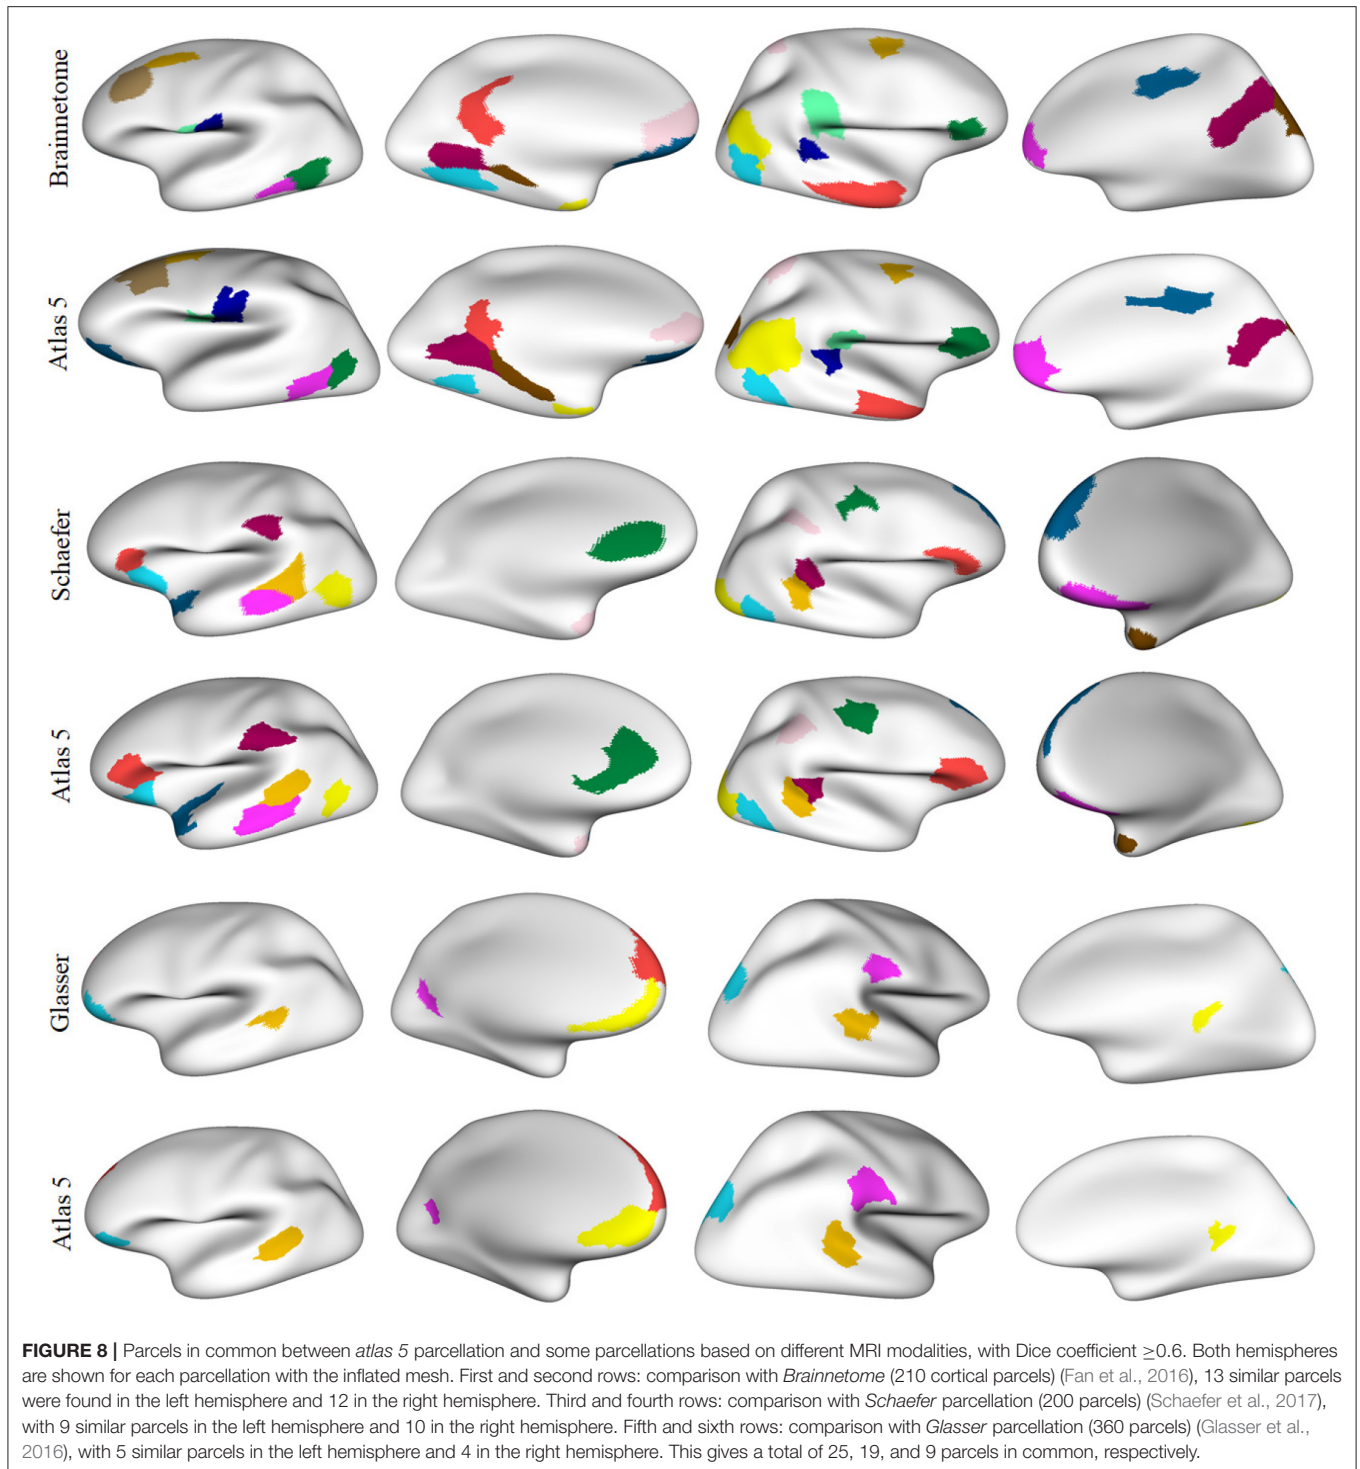 Brainnetome
Atlas 5
Schaefer
Atlas 5
Glasser
Atlas 5
FIGURE 8 | Parcels in common between atlas 5 parcellation and some parcellations based on different MRI modalities, with Dice coefficient ≥0.6. Both hemispheres
are shown for each parcellation with the inflated mesh. First and second rows: comparison with Brainnetome (210 cortical parcels) (Fan et al., 2016), 13 similar parcels
were found in the left hemisphere and 12 in the right hemisphere. Third and fourth rows: comparison with Schaefer parcellation (200 parcels) (Schaefer et al., 2017),
with 9 similar parcels in the left hemisphere and 10 in the right hemisphere. Fifth and sixth rows: comparison with Glasser parcellation (360 parcels) (Glasser et al.,
2016), with 5 similar parcels in the left hemisphere and 4 in the right hemisphere. This gives a total of 25, 19, and 9 parcels in common, respectively.